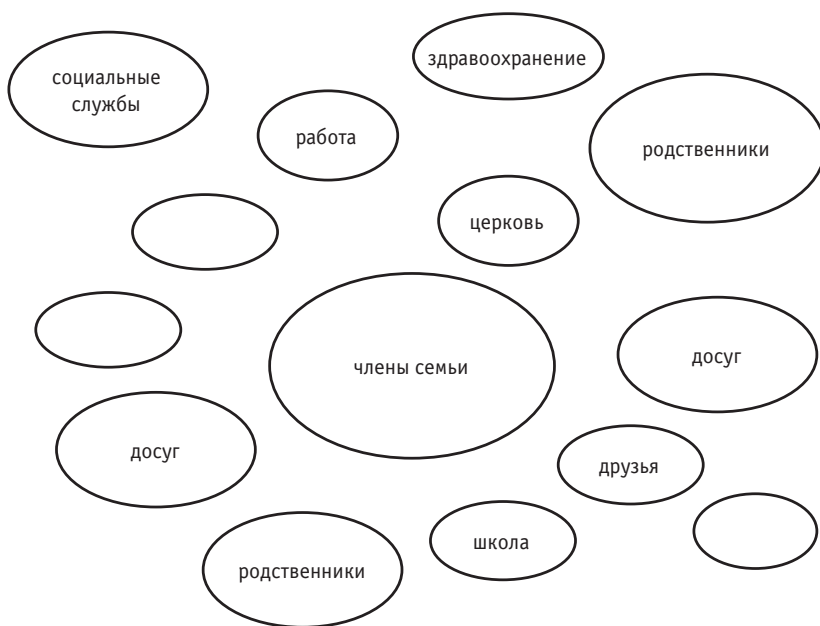 социальные
службы
здравоохранение
работа
родственники
церковь
члены семьи
досуг
досуг
друзья
школа
родственники